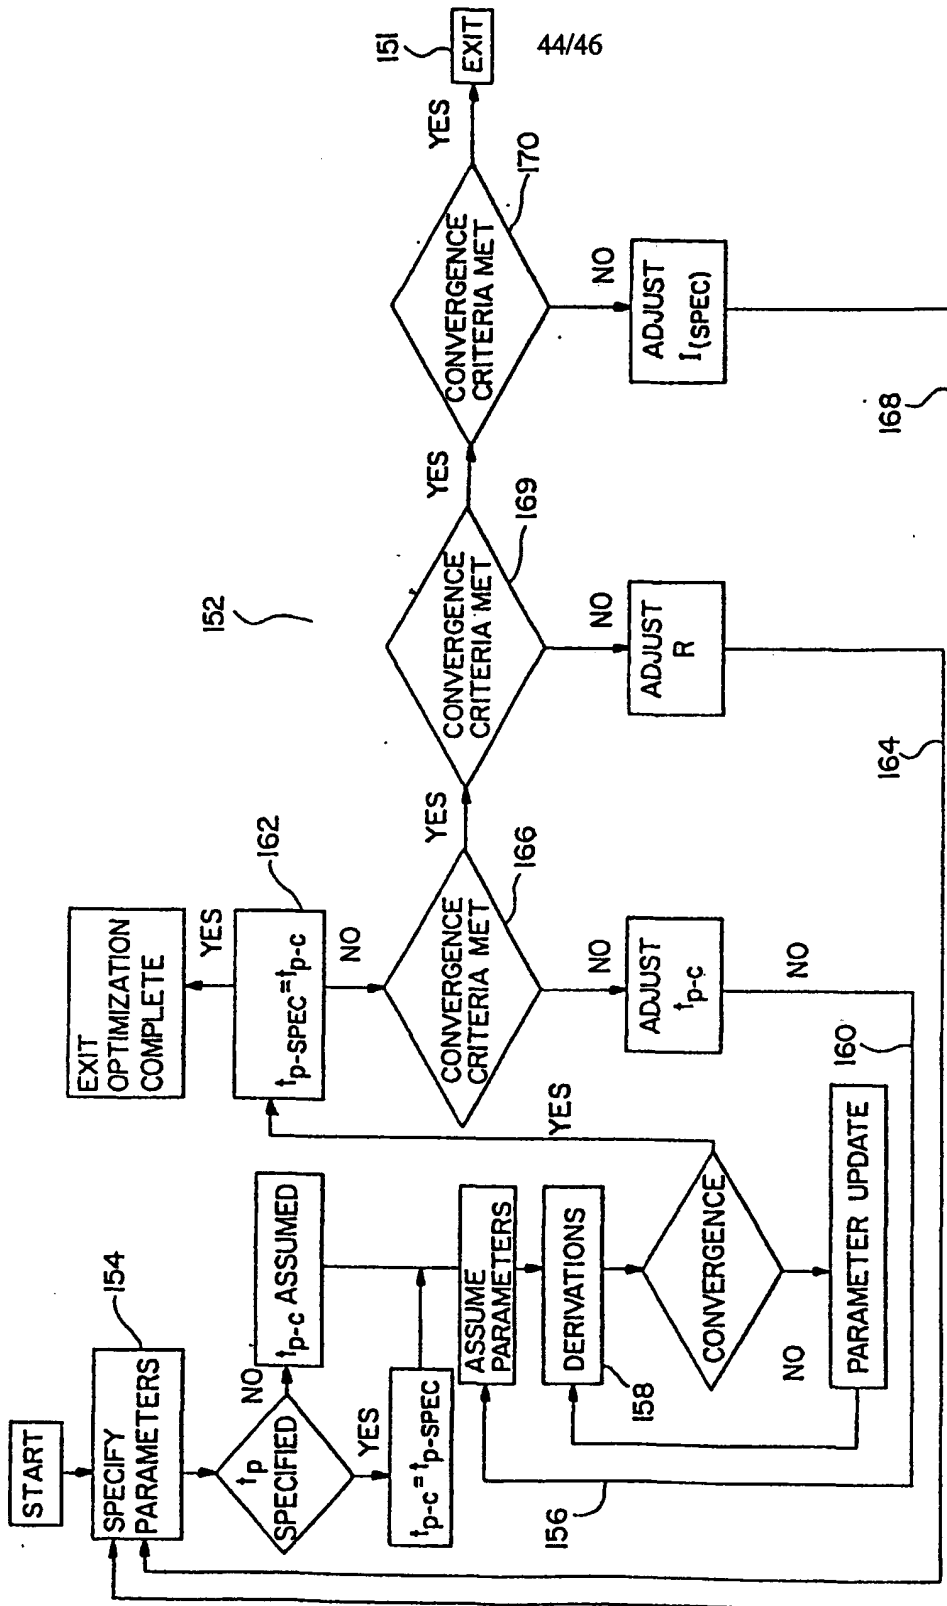 44/46
START
SPECIFY
PARAMETERS
154
tp
SPECIFIED
NO
tp-c ASSUMED
YES
tp-c = tp-SPEC
ASSUME
PARAMETERS
156
DERIVATIONS
158
CONVERGENCE
NO
PARAMETER UPDATE
YES
160
EXIT
OPTIMIZATION
COMPLETE
YES
tp-SPEC = tp-c
162
NO
CONVERGENCE
CRITERIA MET
166
NO
ADJUST
tp-c
NO
YES
152
CONVERGENCE
CRITERIA MET
169
NO
ADJUST
R
164
YES
CONVERGENCE
CRITERIA MET
170
NO
ADJUST
I(SPEC)
168
YES
EXIT
151